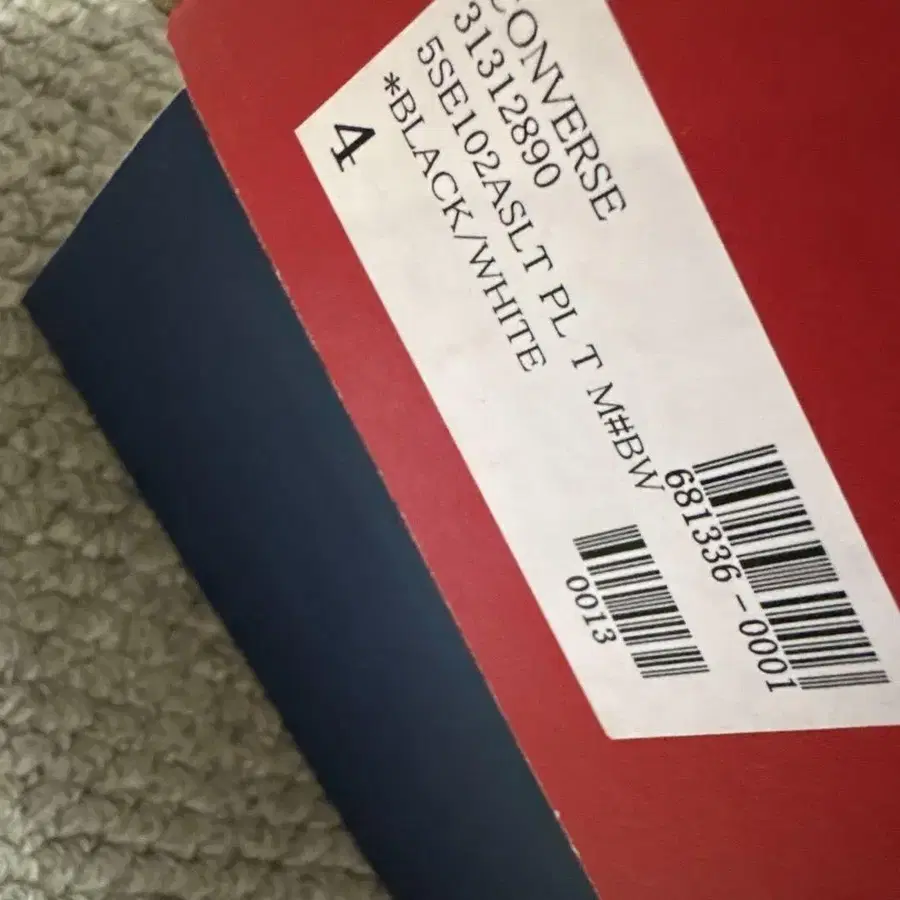 CONVERSE
31312890
5SE102ASLT PL T M#BW
*BLACK/WHITE
4
681336-0001
0013